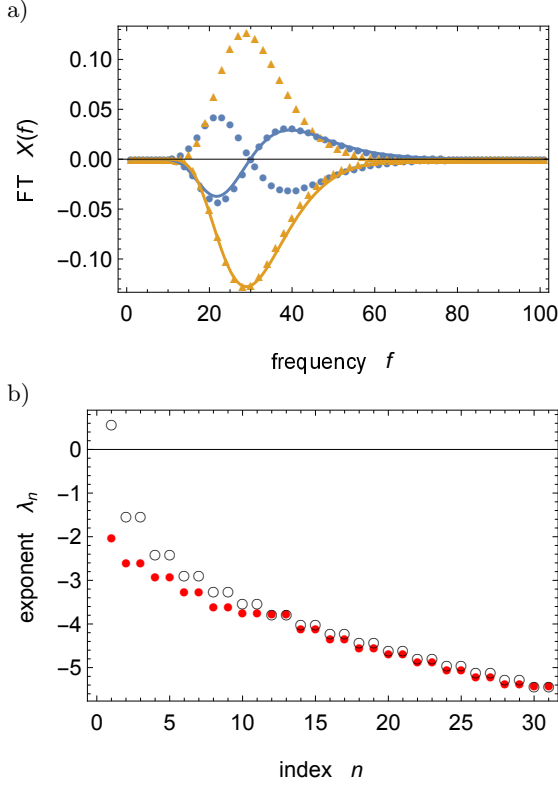 a)
FT X(f)
0.10
0.05
0.00
−0.05
−0.10
0 20 40 60 80 100
frequency f
b)
exponent λn
0
−1
−2
−3
−4
−5
0 5 10 15 20 25 30
index n